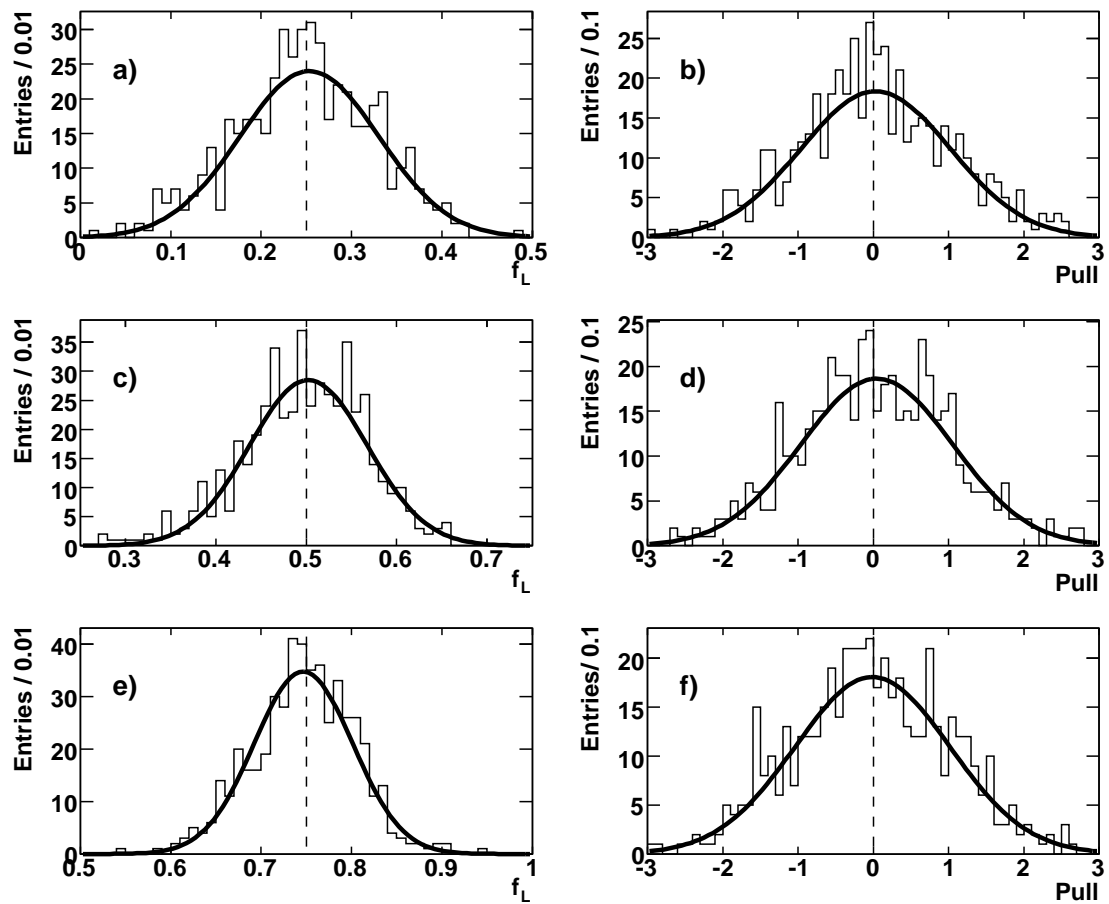 Entries / 0.01
30
25
20
15
10
5
0
a)
0 0.1 0.2 0.3 0.4 0.5
f_L
Entries / 0.1
25
20
15
10
5
0
b)
-3 -2 -1 0 1 2 3
Pull
Entries / 0.01
35
30
25
20
15
10
5
0
c)
0.3 0.4 0.5 0.6 0.7
f_L
Entries / 0.1
25
20
15
10
5
0
d)
-3 -2 -1 0 1 2 3
Pull
Entries / 0.01
40
30
20
10
0
e)
0.5 0.6 0.7 0.8 0.9 1
f_L
Entries/ 0.1
20
15
10
5
0
f)
-3 -2 -1 0 1 2 3
Pull